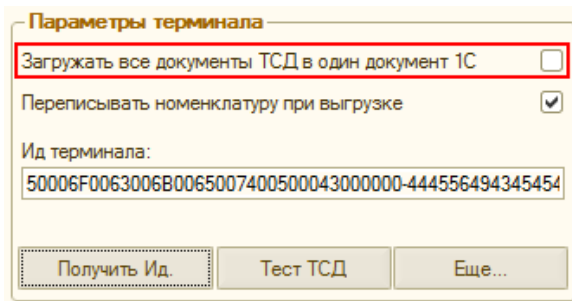 Параметры терминала
Загружать все документы ТСД в один документ 1С
Переписывать номенклатуру при выгрузке
Ид терминала:
50006F0063006B0065007400500043000000-444556494345454
Получить Ид.
Тест ТСД
Еще...